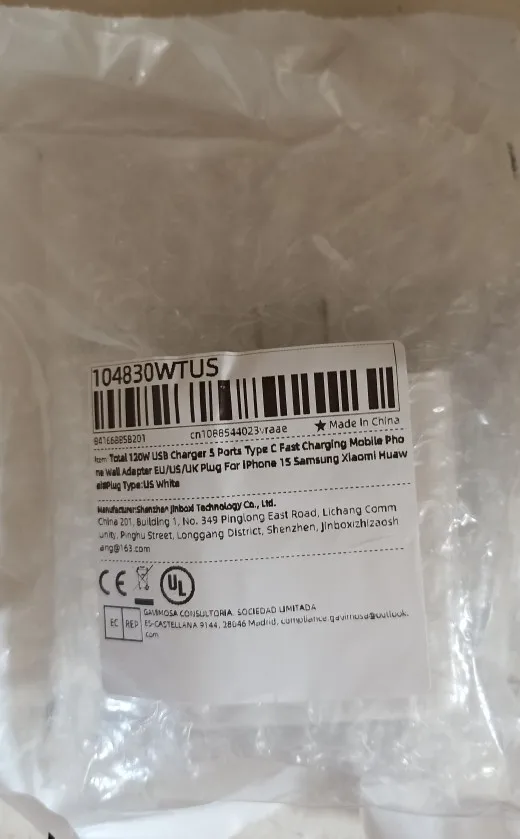 104830WTUS
941668858201 cn1088544023vraae ★ Made In China
Item: Total 120W USB Charger 5 Ports Type C Fast Charging Mobile Pho
ne Wall Adapter EU/US/UK Plug For iPhone 15 Samsung Xiaomi Huaw
ei#Plug Type:US White
Manufacturer:Shenzhen Jinboxi Technology Co., Ltd.
China 201, Building 1, No. 349 Pinglong East Road, Lichang Comm
unity, Pinghu Street, Longgang District, Shenzhen, Jinboxizhizaosh
ang@163.com
CE UL
EC REP
GAVIMOSA CONSULTORIA, SOCIEDAD LIMITADA
ES-CASTELLANA 9144, 28046 Madrid, compliance.gavimosa@outlook.
com